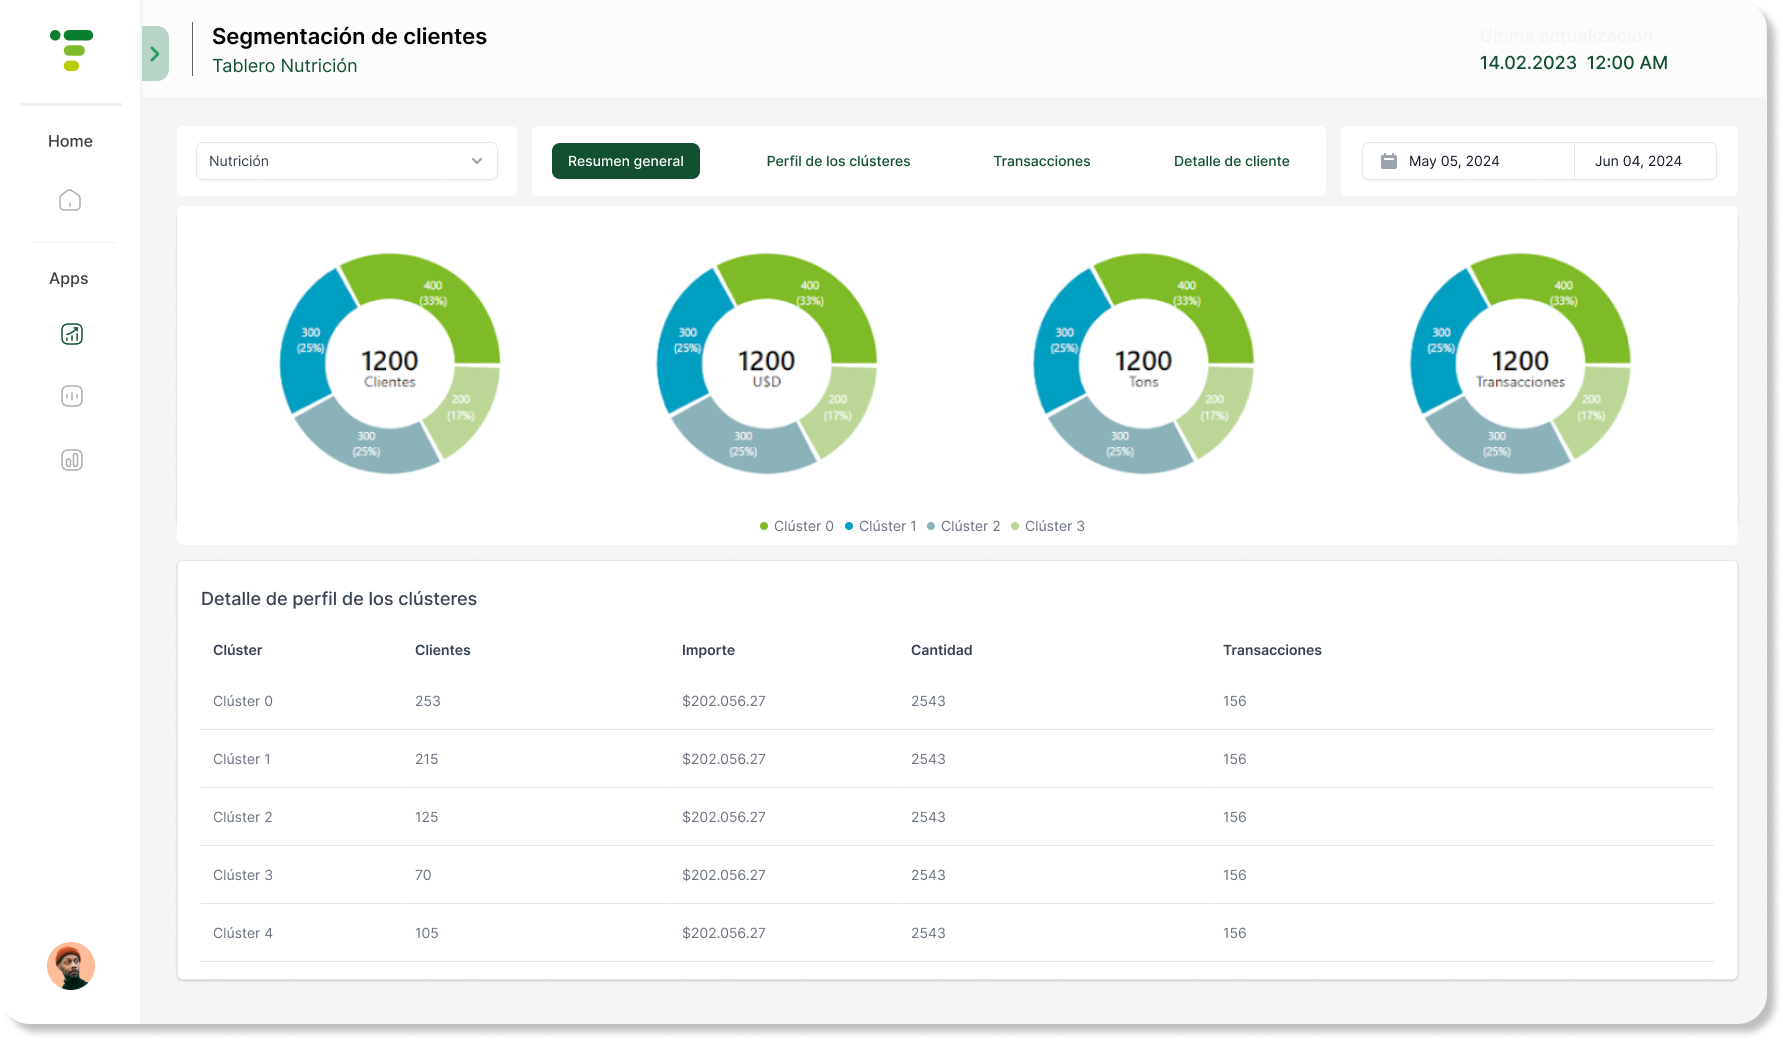 Segmentación de clientes
Tablero Nutrición
Ultima actualización
14.02.2023 12:00 AM
Home
Apps
Nutrición
Resumen general
Perfil de los clústeres
Transacciones
Detalle de cliente
May 05, 2024
Jun 04, 2024
400
(33%)
300
(25%)
1200
Clientes
200
(17%)
300
(25%)
400
(33%)
300
(25%)
1200
U$D
200
(17%)
300
(25%)
400
(33%)
300
(25%)
1200
Tons
200
(17%)
300
(25%)
400
(33%)
300
(25%)
1200
Transacciones
200
(17%)
300
(25%)
Clúster 0 Clúster 1 Clúster 2 Clúster 3
Detalle de perfil de los clústeres
Clúster Clientes Importe Cantidad Transacciones
Clúster 0 253 $202.056.27 2543 156
Clúster 1 215 $202.056.27 2543 156
Clúster 2 125 $202.056.27 2543 156
Clúster 3 70 $202.056.27 2543 156
Clúster 4 105 $202.056.27 2543 156